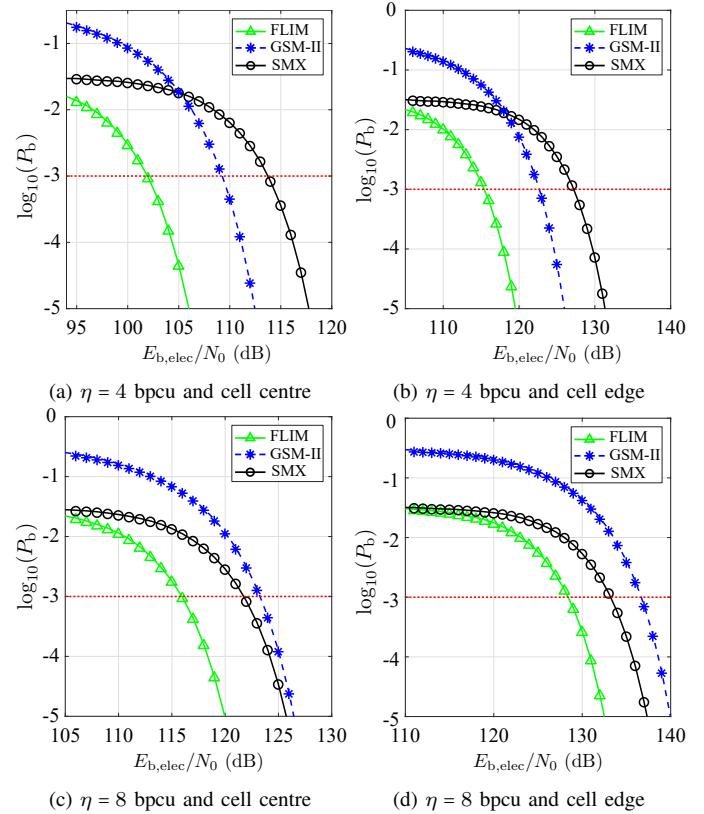 FLIM
GSM-II
SMX
-1
-2
-3
-4
-5
log10(Pb)
95 100 105 110 115 120
Eb,elec/N0 (dB)
(a) η = 4 bpcu and cell centre
0
FLIM
GSM-II
SMX
-1
-2
-3
-4
-5
log10(Pb)
110 120 130 140
Eb,elec/N0 (dB)
(b) η = 4 bpcu and cell edge
0
FLIM
GSM-II
SMX
-1
-2
-3
-4
-5
log10(Pb)
105 110 115 120 125 130
Eb,elec/N0 (dB)
(c) η = 8 bpcu and cell centre
0
FLIM
GSM-II
SMX
-1
-2
-3
-4
-5
log10(Pb)
110 120 130 140
Eb,elec/N0 (dB)
(d) η = 8 bpcu and cell edge